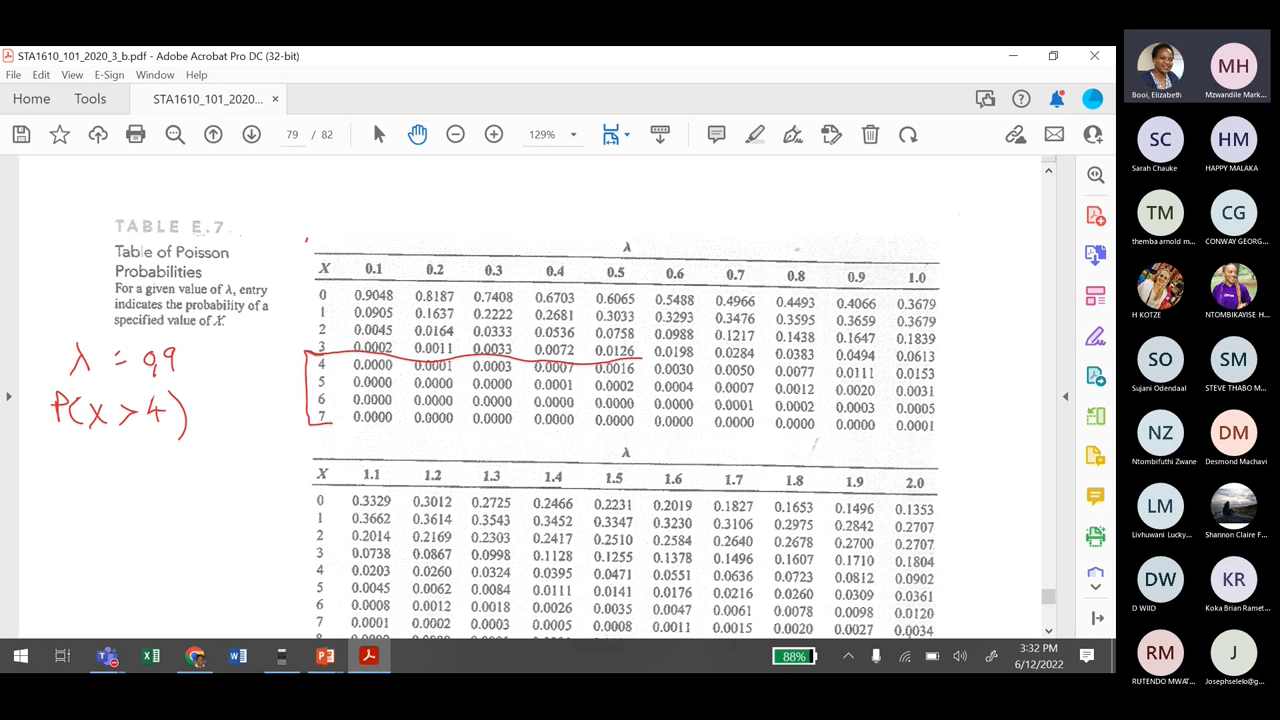 STA1610_101_2020_3_b.pdf - Adobe Acrobat Pro DC (32-bit)
File Edit View E-Sign Window Help
Home Tools STA1610_101_2020... ×
79 / 82 129%
TABLE E.7
Table of Poisson
Probabilities
For a given value of λ, entry
indicates the probability of a
specified value of X.
λ = 0,9
P(X > 4)
λ
X 0.1 0.2 0.3 0.4 0.5 0.6 0.7 0.8 0.9 1.0
0 0.9048 0.8187 0.7408 0.6703 0.6065 0.5488 0.4966 0.4493 0.4066 0.3679
1 0.0905 0.1637 0.2222 0.2681 0.3033 0.3293 0.3476 0.3595 0.3659 0.3679
2 0.0045 0.0164 0.0333 0.0536 0.0758 0.0988 0.1217 0.1438 0.1647 0.1839
3 0.0002 0.0011 0.0033 0.0072 0.0126 0.0198 0.0284 0.0383 0.0494 0.0613
4 0.0000 0.0001 0.0003 0.0007 0.0016 0.0030 0.0050 0.0077 0.0111 0.0153
5 0.0000 0.0000 0.0000 0.0001 0.0002 0.0004 0.0007 0.0012 0.0020 0.0031
6 0.0000 0.0000 0.0000 0.0000 0.0000 0.0000 0.0001 0.0002 0.0003 0.0005
7 0.0000 0.0000 0.0000 0.0000 0.0000 0.0000 0.0000 0.0000 0.0000 0.0001
λ
X 1.1 1.2 1.3 1.4 1.5 1.6 1.7 1.8 1.9 2.0
0 0.3329 0.3012 0.2725 0.2466 0.2231 0.2019 0.1827 0.1653 0.1496 0.1353
1 0.3662 0.3614 0.3543 0.3452 0.3347 0.3230 0.3106 0.2975 0.2842 0.2707
2 0.2014 0.2169 0.2303 0.2417 0.2510 0.2584 0.2640 0.2678 0.2700 0.2707
3 0.0738 0.0867 0.0998 0.1128 0.1255 0.1378 0.1496 0.1607 0.1710 0.1804
4 0.0203 0.0260 0.0324 0.0395 0.0471 0.0551 0.0636 0.0723 0.0812 0.0902
5 0.0045 0.0062 0.0084 0.0111 0.0141 0.0176 0.0216 0.0260 0.0309 0.0361
6 0.0008 0.0012 0.0018 0.0026 0.0035 0.0047 0.0061 0.0078 0.0098 0.0120
7 0.0001 0.0002 0.0003 0.0005 0.0008 0.0011 0.0015 0.0020 0.0027 0.0034
88%
3:32 PM
6/12/2022
MH
Booi, Elizabeth Mzwandile Mark...
SC HM
Sarah Chauke HAPPY MALAKA
TM CG
themba arnold m... CONWAY GEORG...
H KOTZE NTOMBIKAYISE H...
SO SM
Sujani Odendaal STEVE THABO M...
NZ DM
Ntombifuthi Zwane Desmond Machavi
LM
Livhuwani Lucky... Shannon Claire F...
DW KR
D WIID Koka Brian Ramet...
RM J
RUTENDO MWAT... Josephselelo@g...